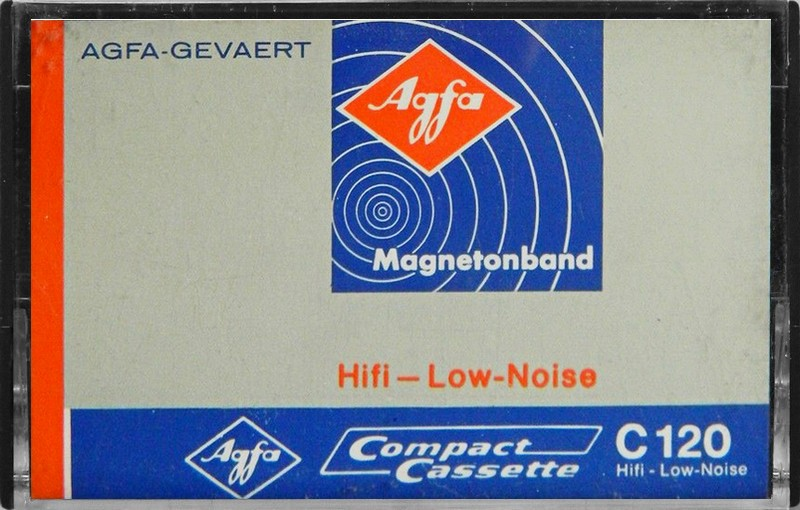 AGFA-GEVAERT
Agfa
Magnetonband
Hifi – Low-Noise
Agfa
Compact
Cassette
C 120
Hifi - Low-Noise